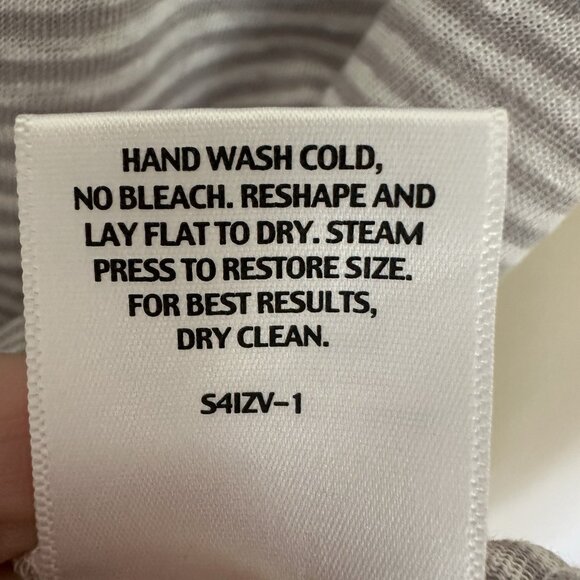 HAND WASH COLD,
NO BLEACH. RESHAPE AND
LAY FLAT TO DRY. STEAM
PRESS TO RESTORE SIZE.
FOR BEST RESULTS,
DRY CLEAN.
S41ZV-1